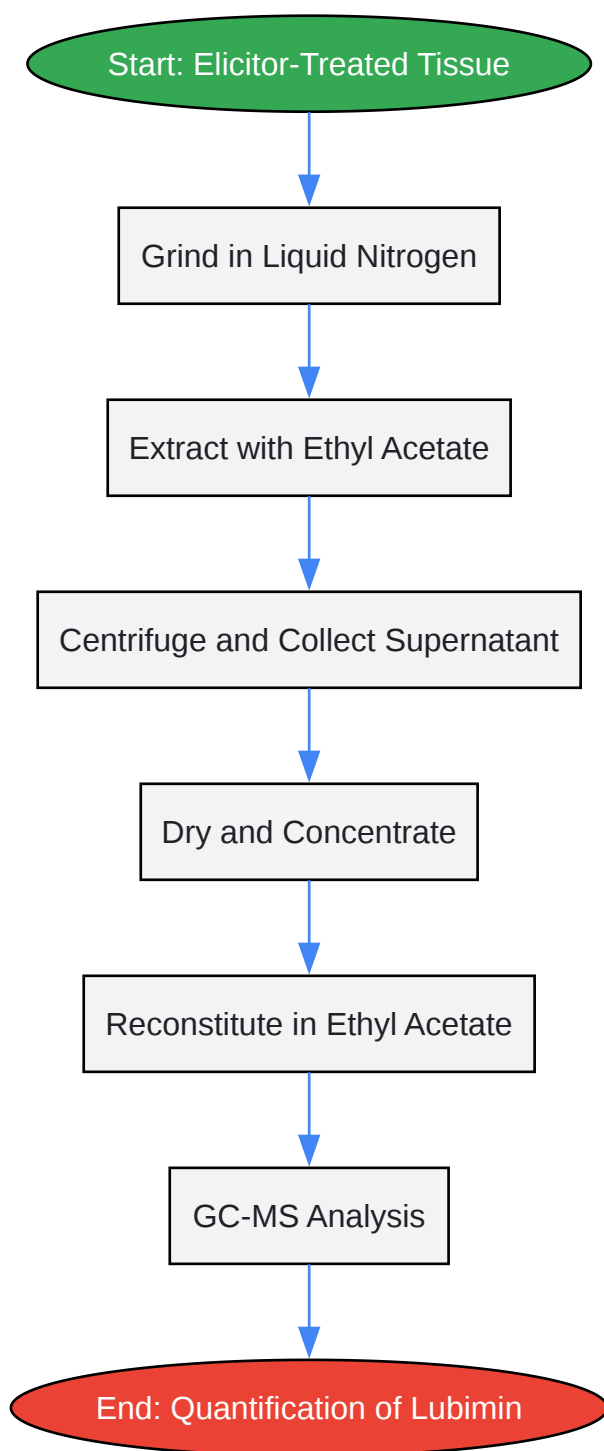 Start: Elicitor-Treated Tissue
Grind in Liquid Nitrogen
Extract with Ethyl Acetate
Centrifuge and Collect Supernatant
Dry and Concentrate
Reconstitute in Ethyl Acetate
GC-MS Analysis
End: Quantification of Lubimin